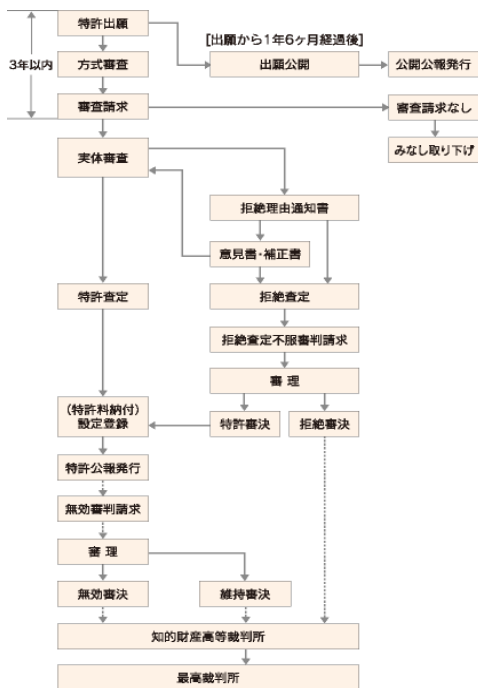 特許出願
[出願から1年6ヶ月経過後]
3年以内
方式審査
出願公開
公開公報発行
審査請求
審査請求なし
みなし取り下げ
実体審査
拒絶理由通知書
意見書・補正書
特許査定
拒絶査定
拒絶査定不服審判請求
審 理
(特許料納付)
設定登録
特許審決
拒絶審決
特許公報発行
無効審判請求
審 理
無効審決
維持審決
知的財産高等裁判所
最高裁判所